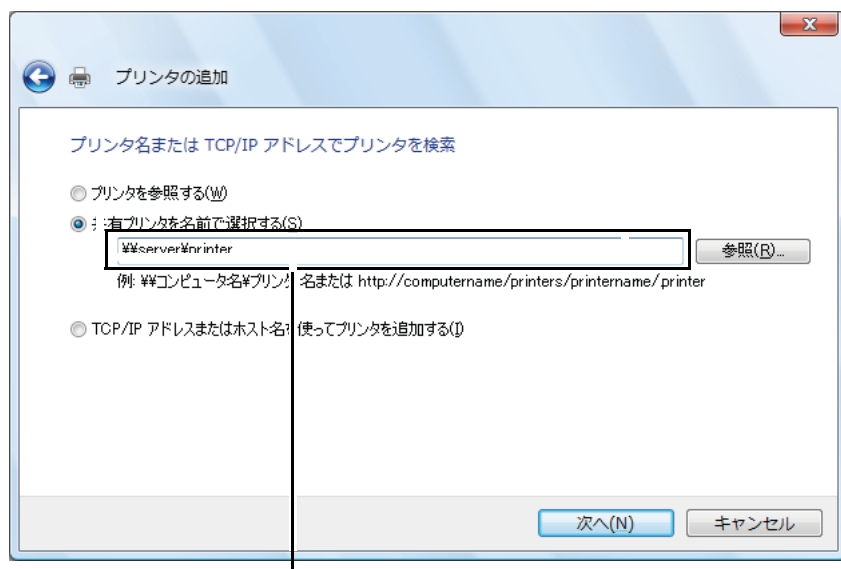 プリンタの追加
プリンタ名または TCP/IP アドレスでプリンタを検索
プリンタを参照する(W)
共有プリンタを名前で選択する(S)
¥¥server¥printer
参照(R)...
例: ¥¥コンピュータ名¥プリンタ名または http://computername/printers/printername/printer
TCP/IP アドレスまたはホスト名を使ってプリンタを追加する(I)
次へ(N)
キャンセル